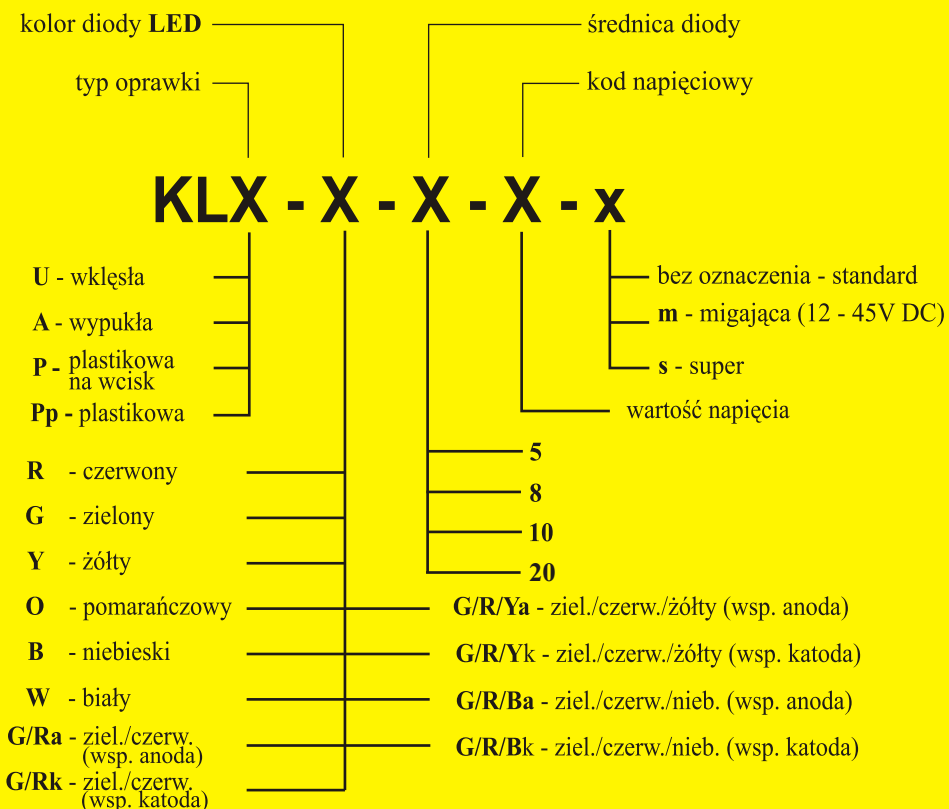 kolor diody LED
średnica diody
typ oprawki
kod napięciowy
KLX - X - X - X - x
U - wklęsła
A - wypukła
P - plastikowa
na wcisk
Pp - plastikowa
bez oznaczenia - standard
m - migająca (12 - 45V DC)
s - super
wartość napięcia
5
8
10
20
R - czerwony
G - zielony
Y - żółty
O - pomarańczowy
B - niebieski
W - biały
G/Ra - ziel./czerw.
(wsp. anoda)
G/Rk - ziel./czerw.
(wsp. katoda)
G/R/Ya - ziel./czerw./żółty (wsp. anoda)
G/R/Yk - ziel./czerw./żółty (wsp. katoda)
G/R/Ba - ziel./czerw./nieb. (wsp. anoda)
G/R/Bk - ziel./czerw./nieb. (wsp. katoda)